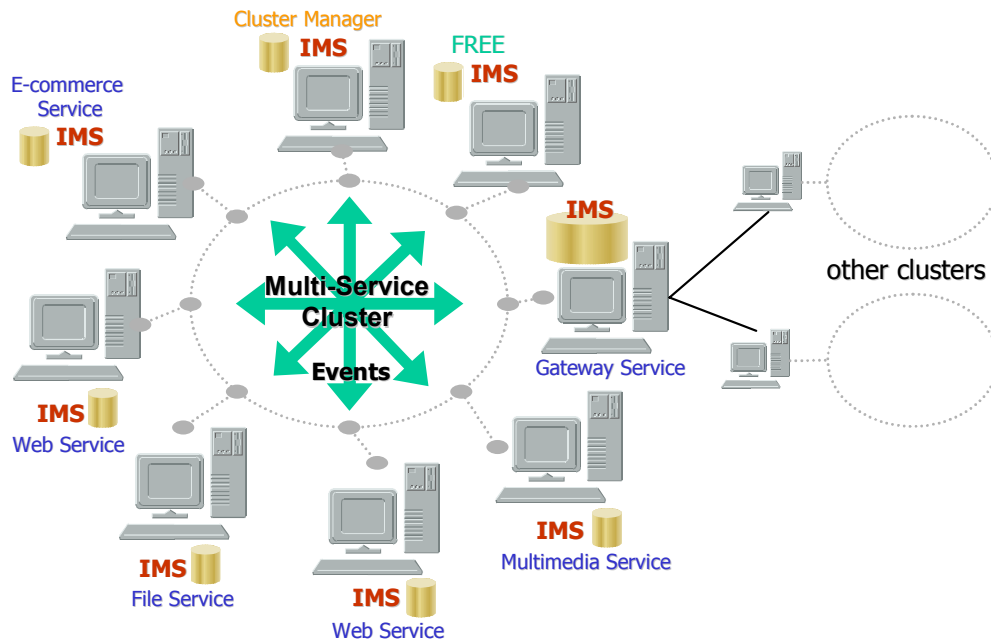 Cluster Manager
IMS
FREE
IMS
E-commerce
Service
IMS
IMS
other clusters
Multi-Service
Cluster
Events
Gateway Service
IMS
Web Service
IMS
Multimedia Service
IMS
File Service
IMS
Web Service